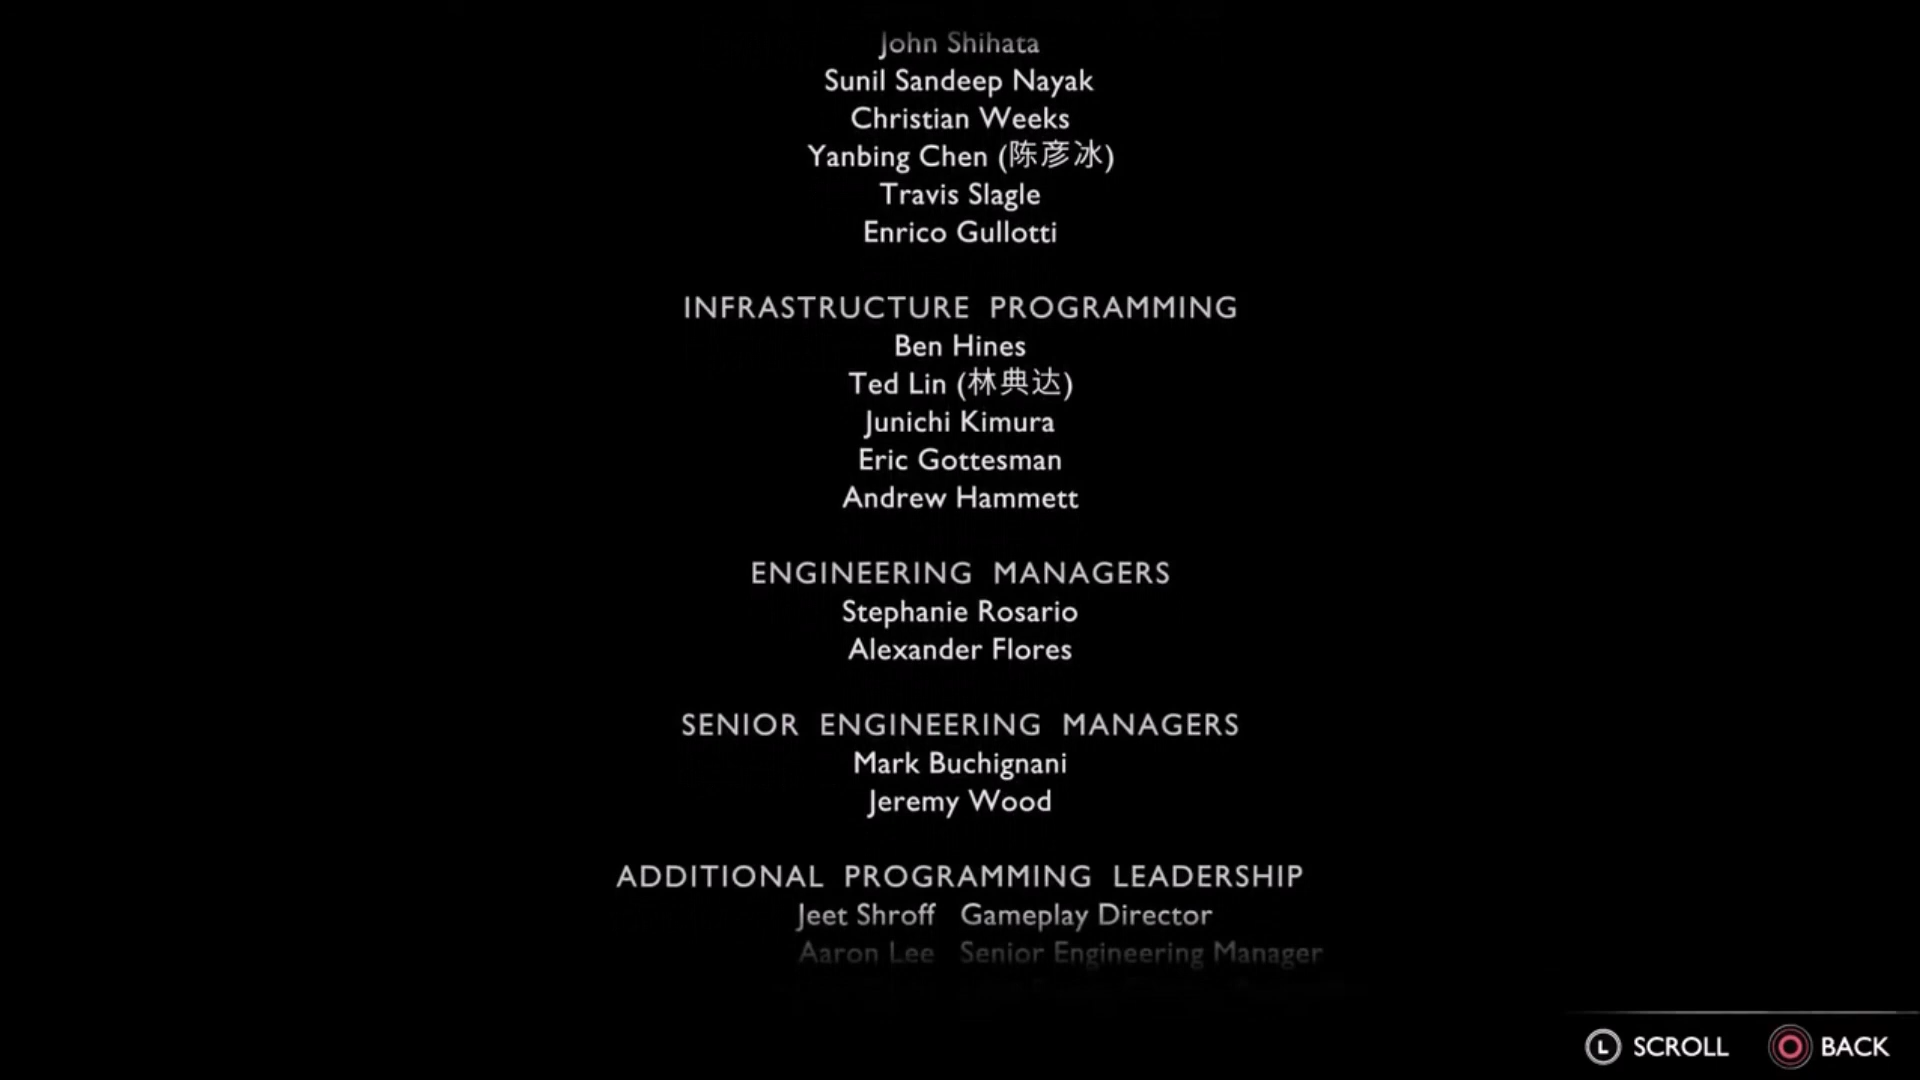 John Shihata
Sunil Sandeep Nayak
Christian Weeks
Yanbing Chen (陈彦冰)
Travis Slagle
Enrico Gullotti
INFRASTRUCTURE PROGRAMMING
Ben Hines
Ted Lin (林典达)
Junichi Kimura
Eric Gottesman
Andrew Hammett
ENGINEERING MANAGERS
Stephanie Rosario
Alexander Flores
SENIOR ENGINEERING MANAGERS
Mark Buchignani
Jeremy Wood
ADDITIONAL PROGRAMMING LEADERSHIP
Jeet Shroff Gameplay Director
Aaron Lee Senior Engineering Manager
L SCROLL BACK